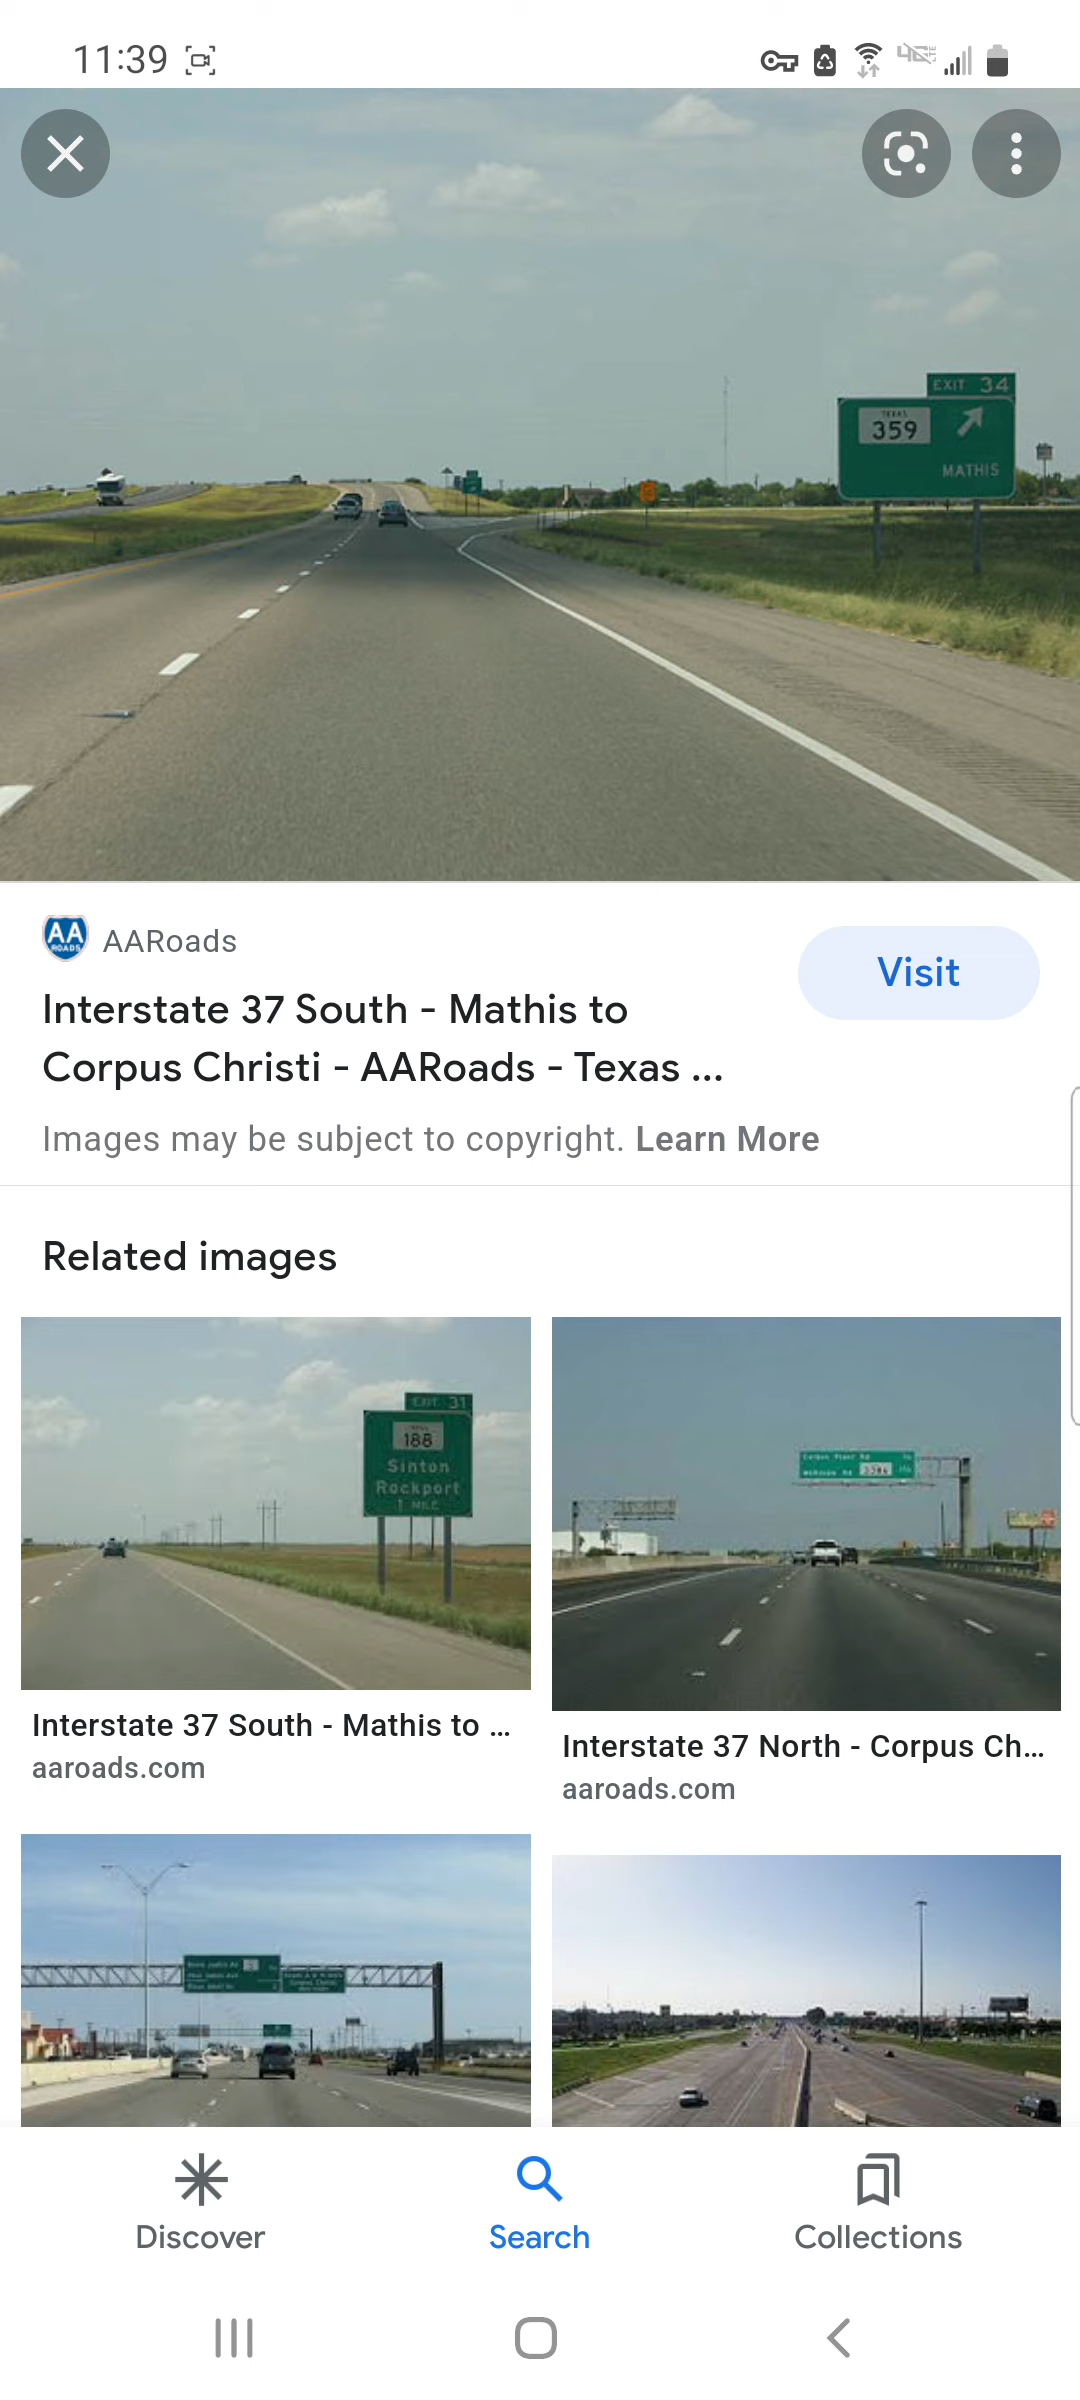 11:39
EXIT 34
TEXAS
359
MATHIS
AA
ROADS
AARoads
Visit
Interstate 37 South - Mathis to
Corpus Christi - AARoads - Texas ...
Images may be subject to copyright. Learn More
Related images
EXIT 31
188
Sinton
Rockport
1 MILE
Interstate 37 South - Mathis to ...
aaroads.com
Interstate 37 North - Corpus Ch...
aaroads.com
Discover
Search
Collections